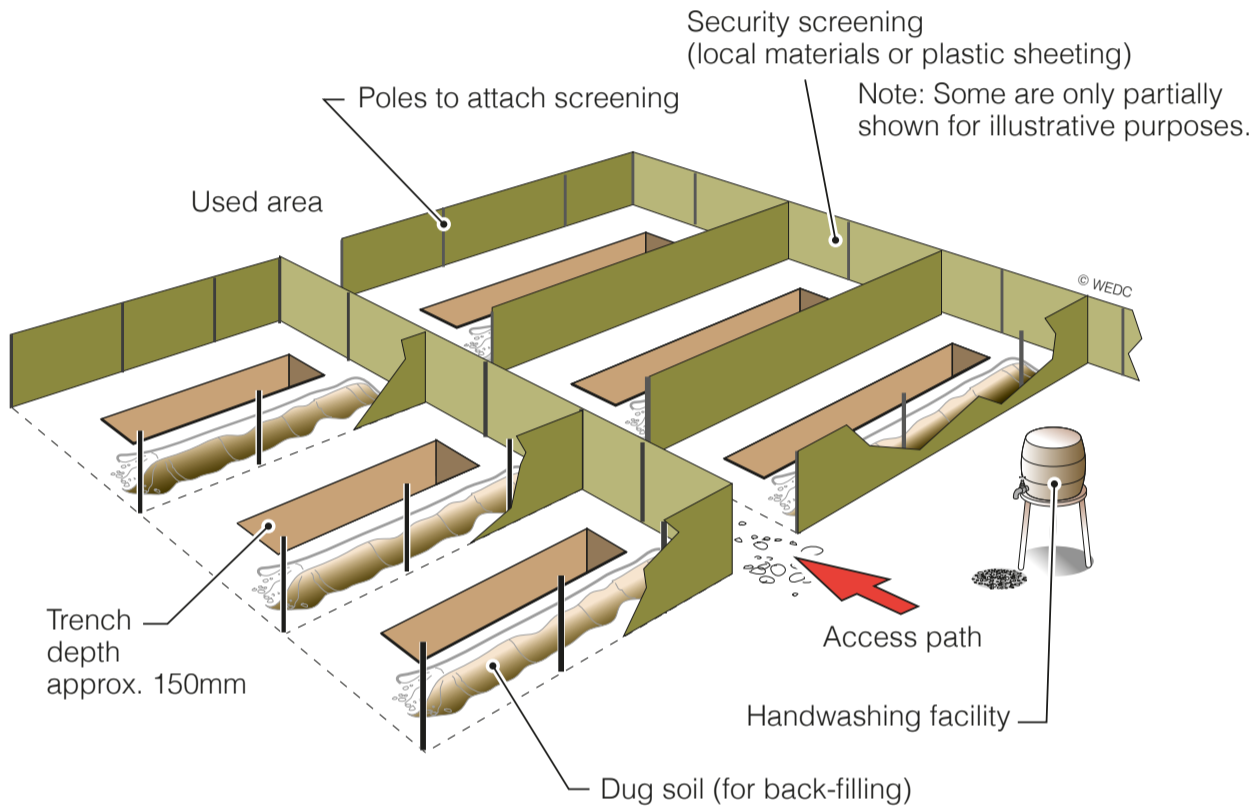 Security screening
(local materials or plastic sheeting)
Note: Some are only partially
shown for illustrative purposes.
Poles to attach screening
Used area
© WEDC
Trench
depth
approx. 150mm
Access path
Handwashing facility
Dug soil (for back-filling)